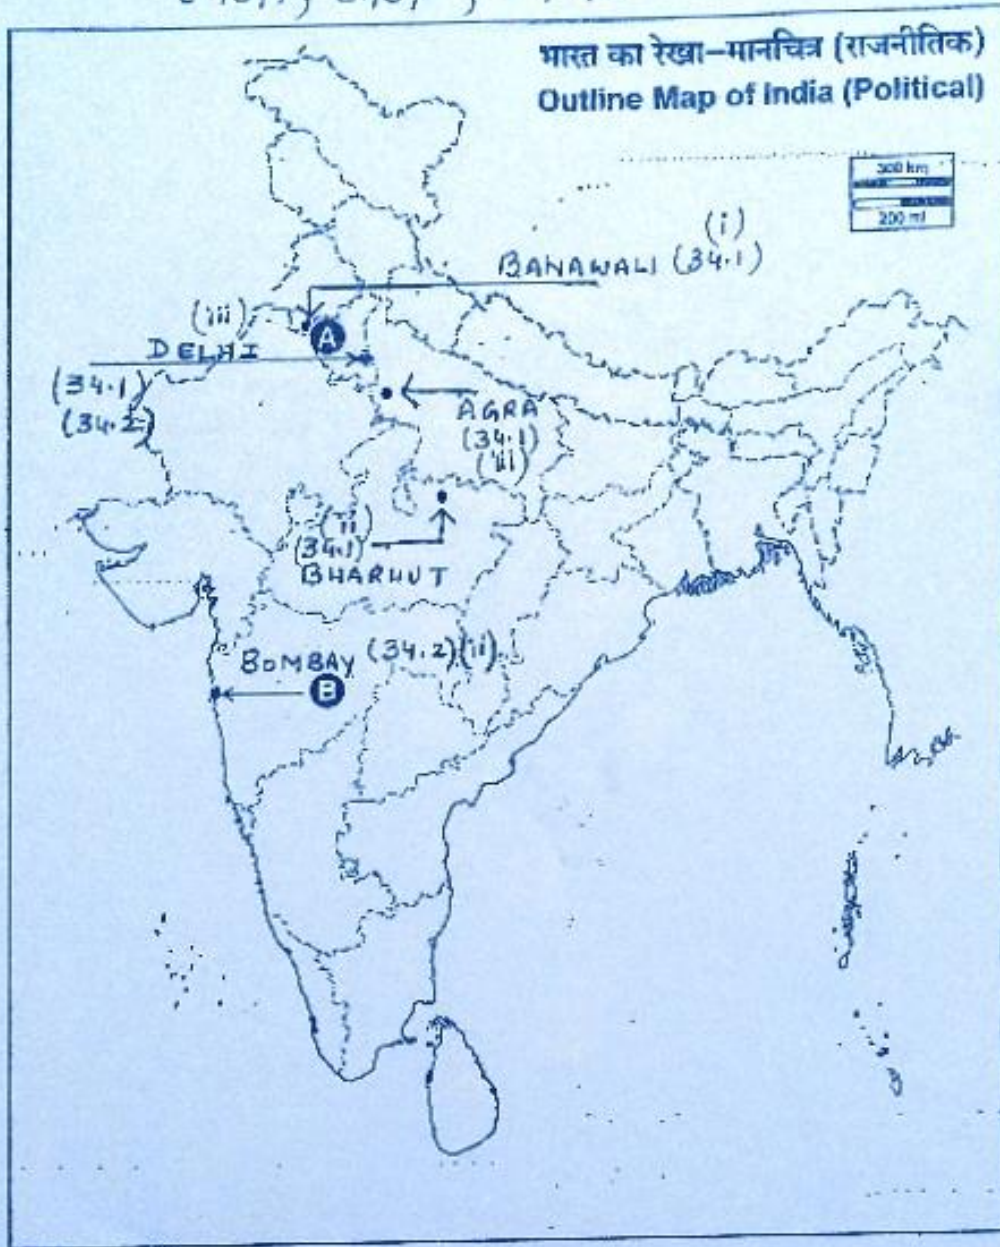 भारत का रेखा-मानचित्र (राजनीतिक)
Outline Map of India (Political)
300 km
200 mi
(i)
BANAWALI (34.1)
(iii)
A
DELHI
(34.1)
(34.2)
AGRA
(34.1)
(iii)
(ii)
(34.1)
BHARHUT
BOMBAY (34.2)(ii)
B